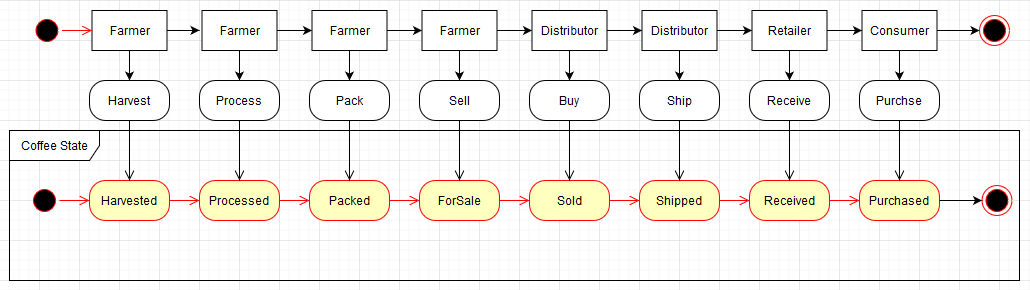 Farmer Farmer Farmer Farmer Distributor Distributor Retailer Consumer
Harvest Process Pack Sell Buy Ship Receive Purchse
Coffee State
Harvested Processed Packed ForSale Sold Shipped Received Purchased